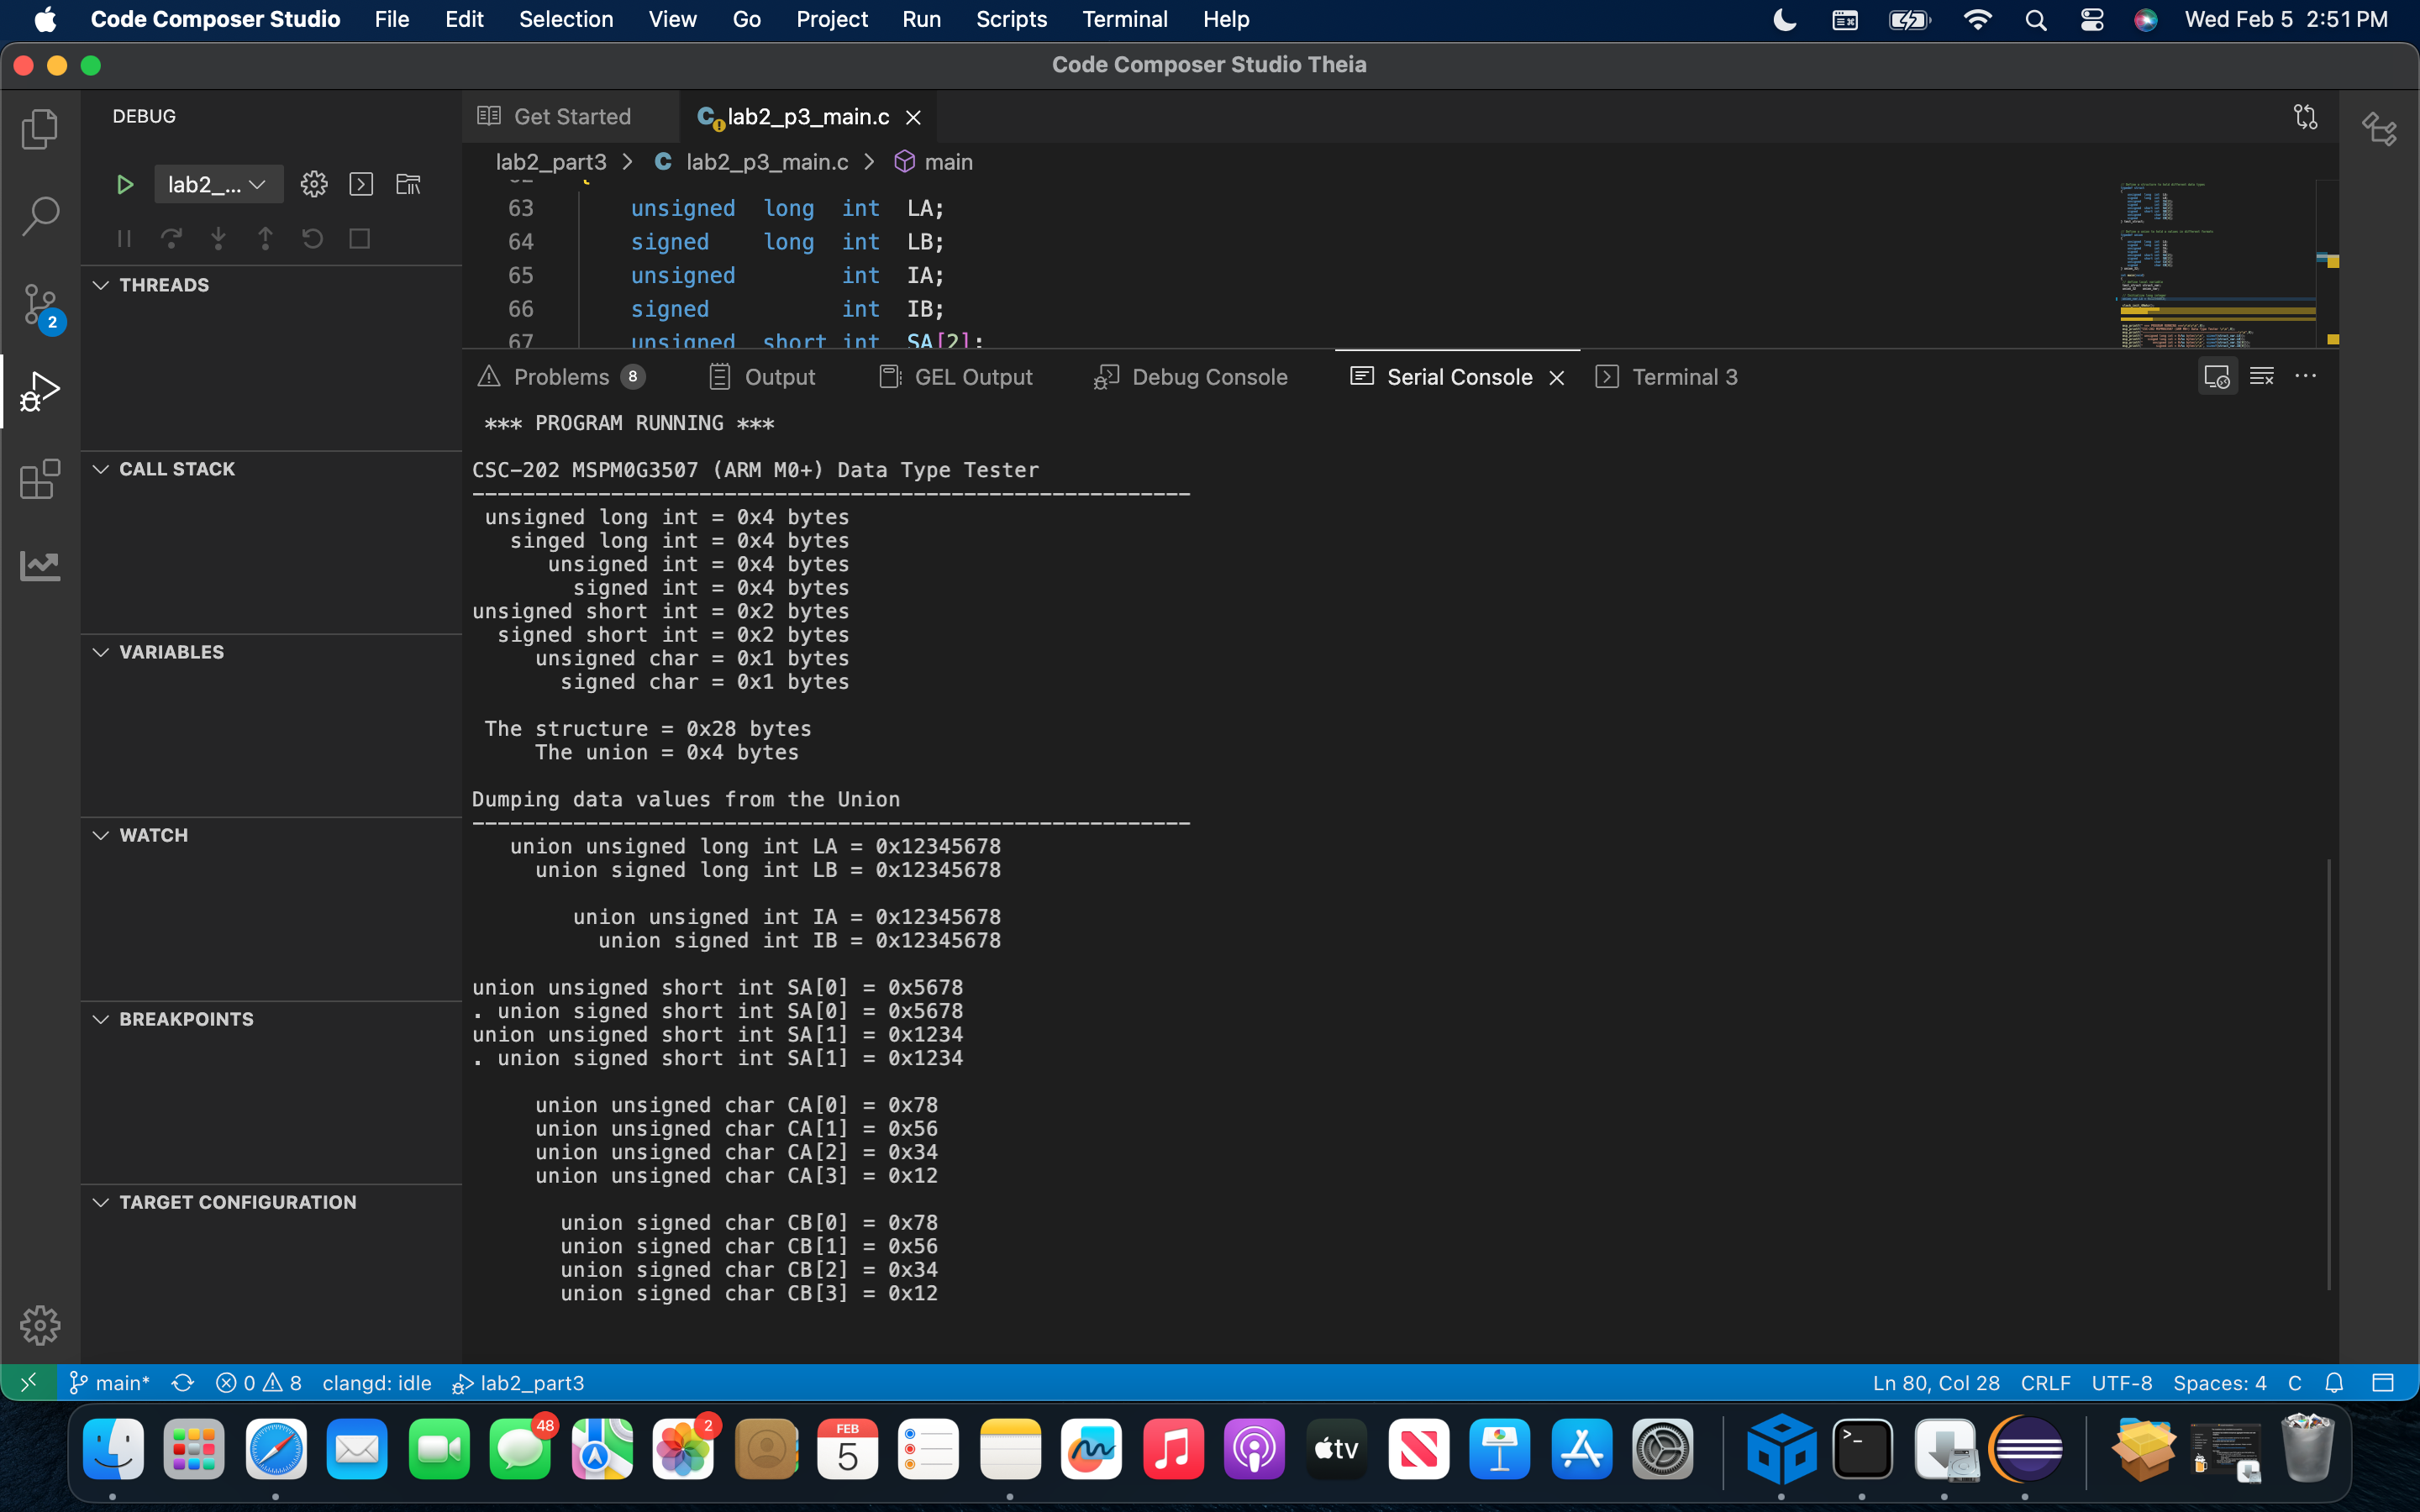 Code Composer Studio File Edit Selection View Go Project Run Scripts Terminal Help Wed Feb 5 2:51 PM
Code Composer Studio Theia
DEBUG
lab2_...
2
THREADS
CALL STACK
VARIABLES
WATCH
BREAKPOINTS
TARGET CONFIGURATION
Get Started lab2_p3_main.c
lab2_part3 > C lab2_p3_main.c > main
63 unsigned long int LA;
64 signed long int LB;
65 unsigned int IA;
66 signed int IB;
67 unsigned short int SA[2];
Problems 8 Output GEL Output Debug Console Serial Console Terminal 3
*** PROGRAM RUNNING ***
CSC-202 MSPM0G3507 (ARM M0+) Data Type Tester
---------------------------------------------------------
unsigned long int = 0x4 bytes
singed long int = 0x4 bytes
unsigned int = 0x4 bytes
signed int = 0x4 bytes
unsigned short int = 0x2 bytes
signed short int = 0x2 bytes
unsigned char = 0x1 bytes
signed char = 0x1 bytes
The structure = 0x28 bytes
The union = 0x4 bytes
Dumping data values from the Union
---------------------------------------------------------
union unsigned long int LA = 0x12345678
union signed long int LB = 0x12345678
union unsigned int IA = 0x12345678
union signed int IB = 0x12345678
union unsigned short int SA[0] = 0x5678
. union signed short int SA[0] = 0x5678
union unsigned short int SA[1] = 0x1234
. union signed short int SA[1] = 0x1234
union unsigned char CA[0] = 0x78
union unsigned char CA[1] = 0x56
union unsigned char CA[2] = 0x34
union unsigned char CA[3] = 0x12
union signed char CB[0] = 0x78
union signed char CB[1] = 0x56
union signed char CB[2] = 0x34
union signed char CB[3] = 0x12
main* 0 8 clangd: idle lab2_part3 Ln 80, Col 28 CRLF UTF-8 Spaces: 4 C
48
2
FEB
5
tv